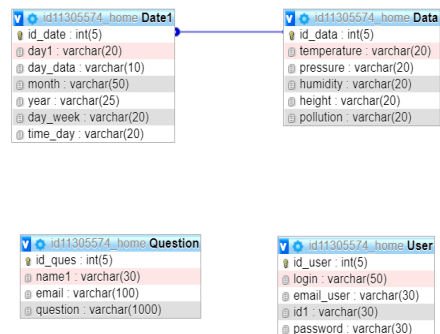 id11305574_home Date1
id_date : int(5)
day1 : varchar(20)
day_data : varchar(10)
month : varchar(50)
year : varchar(25)
day_week : varchar(20)
time_day : varchar(20)
id11305574_home Data
id_data : int(5)
temperature : varchar(20)
pressure : varchar(20)
humidity : varchar(20)
height : varchar(20)
pollution : varchar(20)
id11305574_home Question
id_ques : int(5)
name1 : varchar(30)
email : varchar(100)
question : varchar(1000)
id11305574_home User
id_user : int(5)
login : varchar(50)
email_user : varchar(30)
id1 : varchar(30)
password : varchar(30)